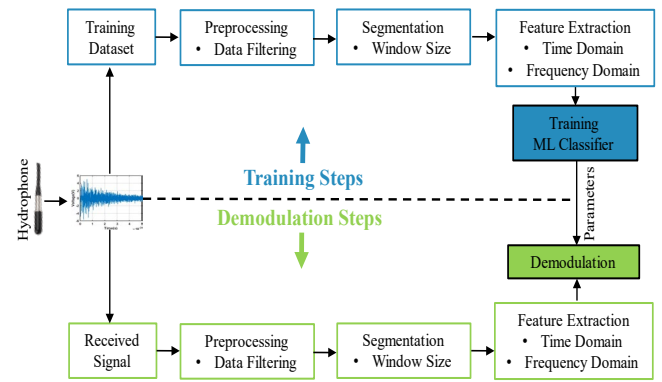 Training
Dataset
Preprocessing
• Data Filtering
Segmentation
• Window Size
Feature Extraction
• Time Domain
• Frequency Domain
Training
ML Classifier
Hydrophone
Training Steps
Demodulation Steps
Parameters
Demodulation
Received
Signal
Preprocessing
• Data Filtering
Segmentation
• Window Size
Feature Extraction
• Time Domain
• Frequency Domain